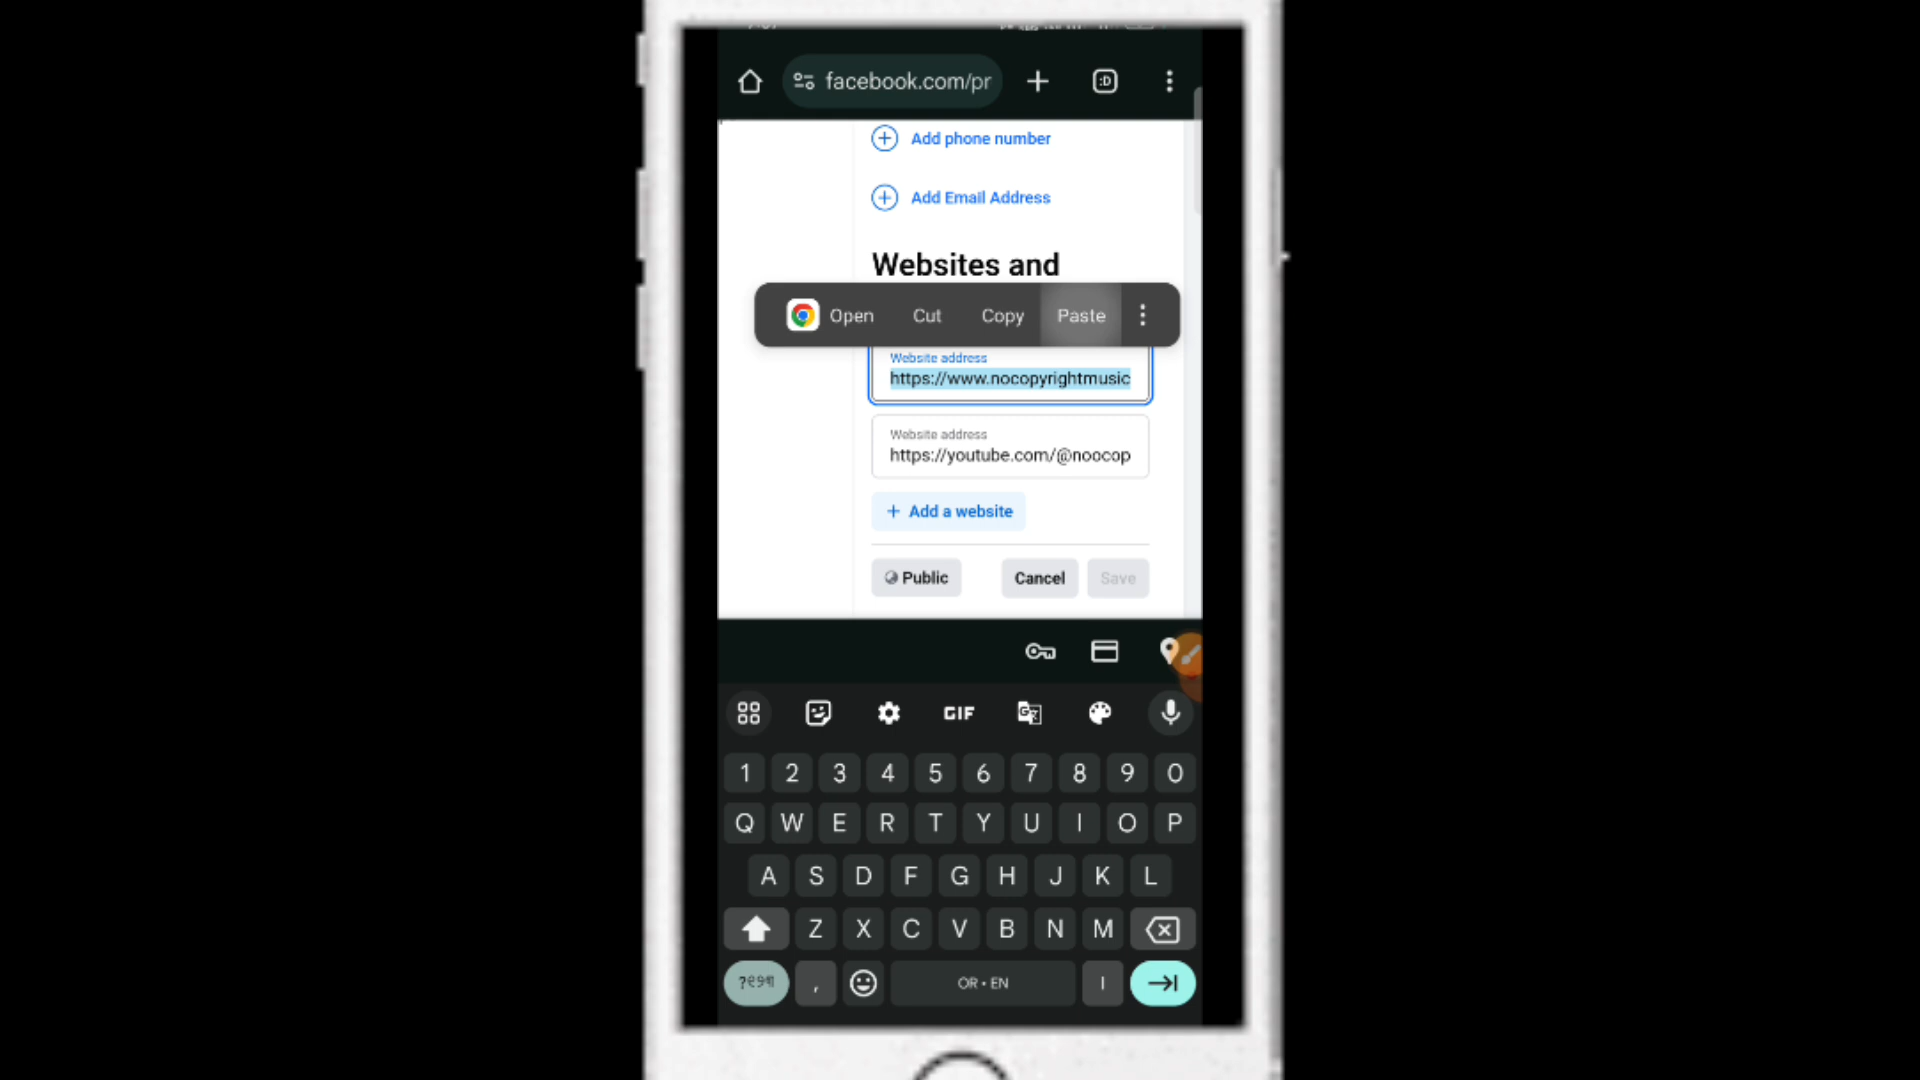 facebook.com/pr
:D
Add phone number
Add Email Address
Websites and
Open Cut Copy Paste
Website address
https://www.nocopyrightmusic
Website address
https://youtube.com/@noocop
+ Add a website
Public Cancel Save
GIF
1 2 3 4 5 6 7 8 9 0
Q W E R T Y U I O P
A S D F G H J K L
Z X C V B N M
, OR • EN ।